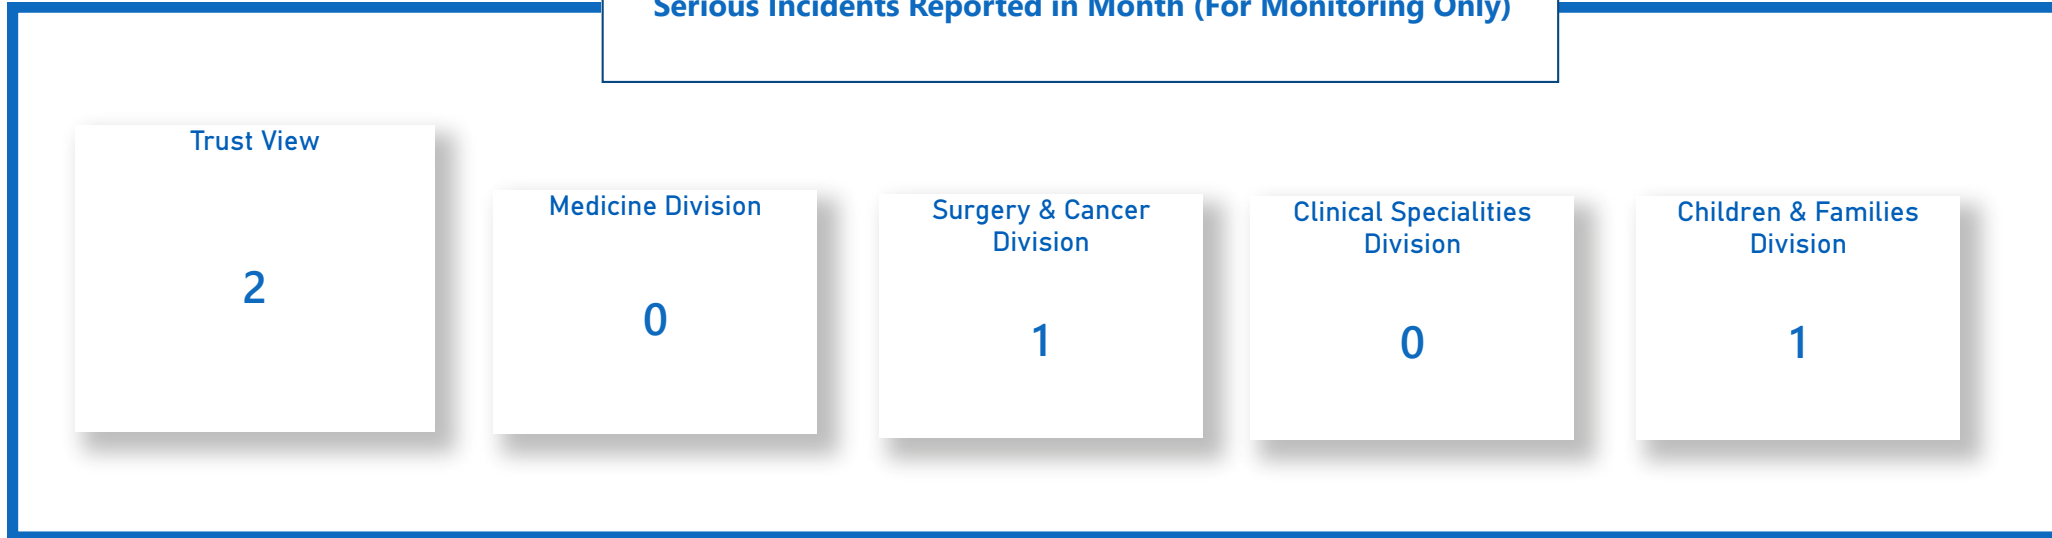 Serious Incidents Reported in Month (For Monitoring Only)
Trust View
2
Medicine Division
0
Surgery & Cancer
Division
1
Clinical Specialities
Division
0
Children & Families
Division
1